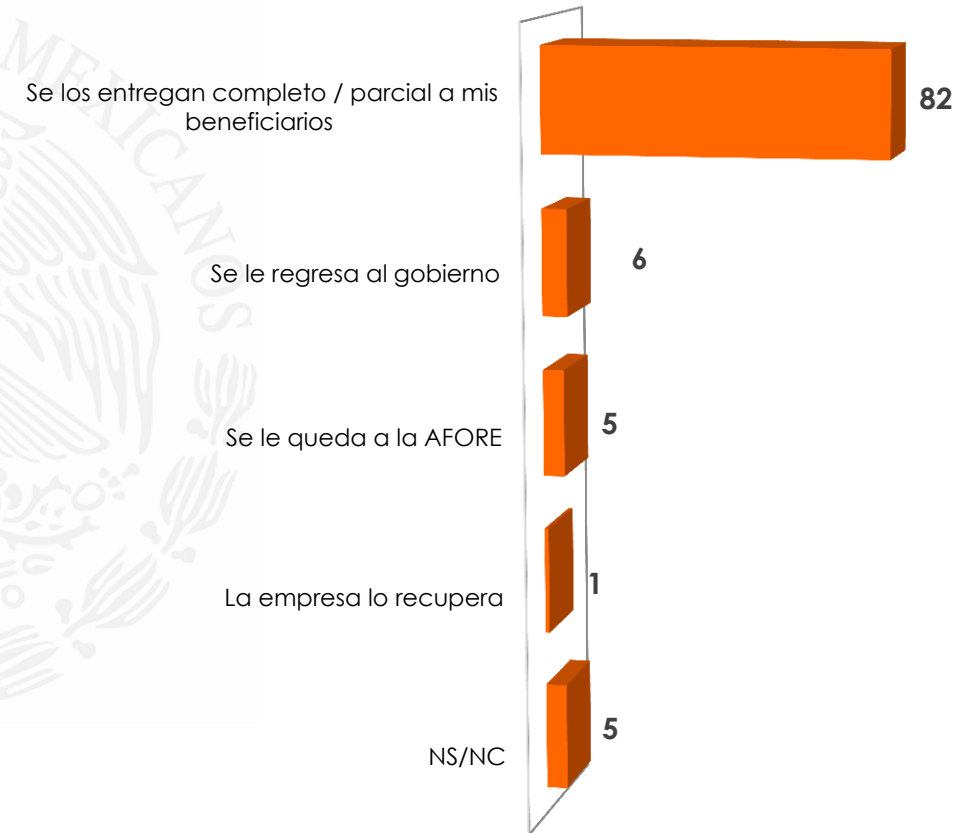 MEXICANOS
Se los entregan completo / parcial a mis
beneficiarios
82
Se le regresa al gobierno
6
Se le queda a la AFORE
5
La empresa lo recupera
1
NS/NC
5